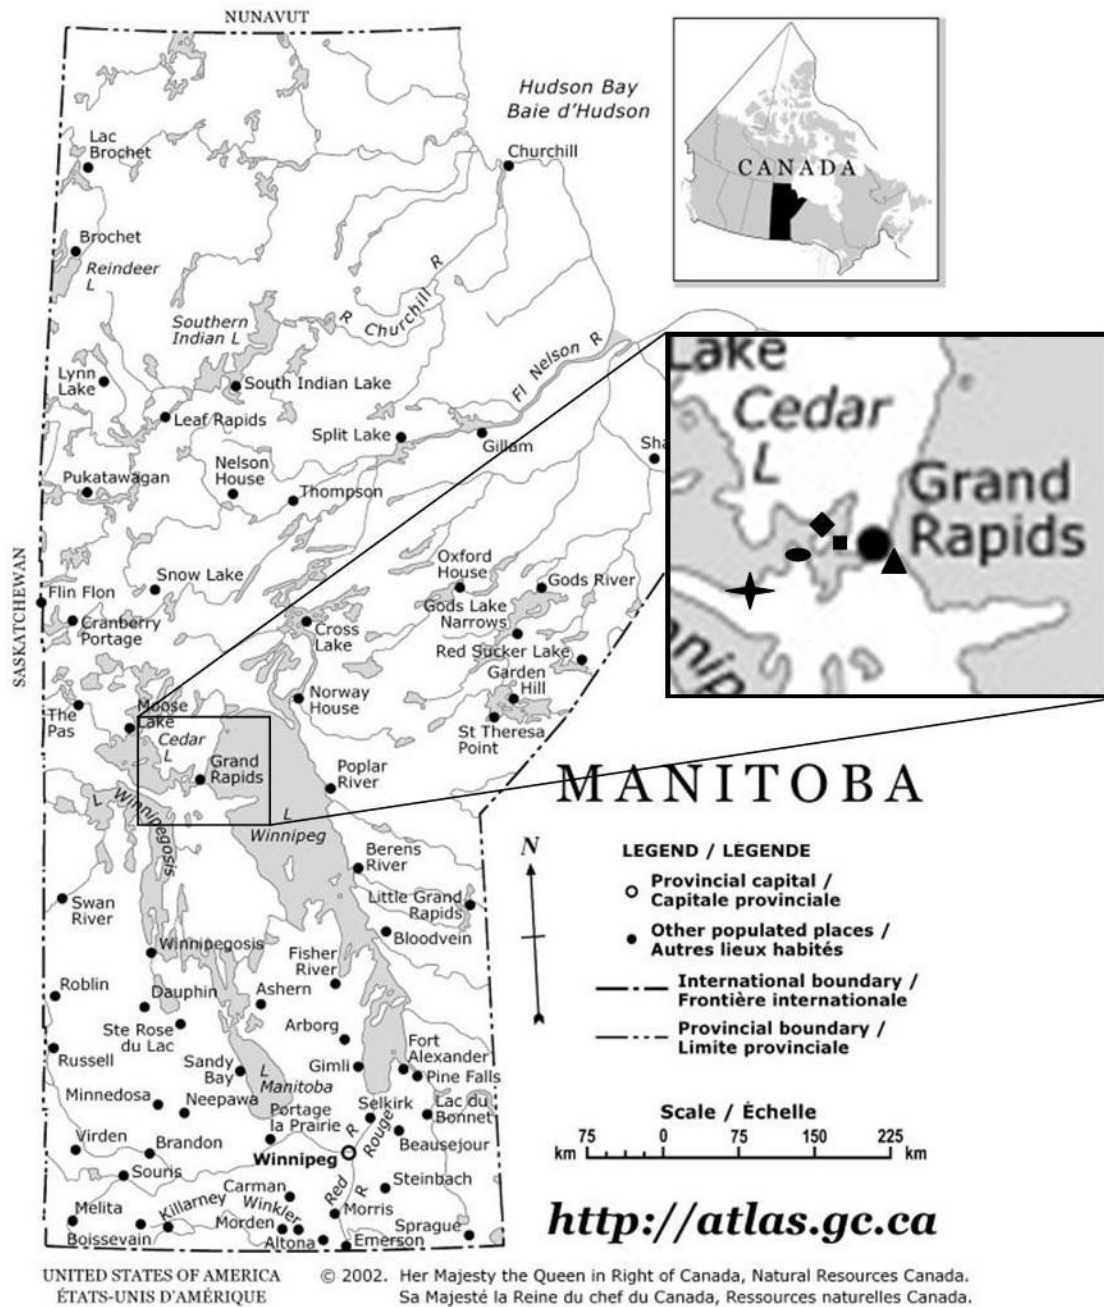 NUNAVUT
Hudson Bay
Baie d'Hudson
Lac
Brochet
Churchill
CANADA
Brochet
Reindeer
L
Southern
Indian L
R Churchill R
Fl Nelson R
Lynn
Lake
South Indian Lake
Leaf Rapids
Split Lake
Gillam
Sha
Pukatawagan
Nelson
House
Thompson
Lake
Cedar
L
Grand
Rapids
nip
SASKATCHEWAN
Flin Flon
Snow Lake
Cranberry
Portage
Oxford
House
Gods River
Gods Lake
Narrows
Cross
Lake
Red Sucker Lake
Garden
Hill
Norway
House
St Theresa
Point
The
Pas
Moose
Lake
Cedar
L
Grand
Rapids
Poplar
River
L Winnipegosis
L
Winnipeg
MANITOBA
N
LEGEND / LÉGENDE
Provincial capital /
Capitale provinciale
Other populated places /
Autres lieux habités
International boundary /
Frontière internationale
Provincial boundary /
Limite provinciale
Swan
River
Berens
River
Little Grand
Rapids
Bloodvein
Winnipegosis
Fisher
River
Roblin
Dauphin
Ashern
Ste Rose
du Lac
Arborg
Fort
Alexander
Russell
Sandy
Bay
L
Manitoba
Gimli
Pine Falls
Minnedosa
Neepawa
Portage
la Prairie
Selkirk
Lac du
Bonnet
Virden
Brandon
Winnipeg
R Rouge
Beausejour
Souris
Carman
Red R
Steinbach
Melita
Killarney
Winkler
Morris
Boissevain
Morden
Altona
Emerson
Sprague
Scale / Échelle
75 0 75 150 225
km km
http://atlas.gc.ca
UNITED STATES OF AMERICA
ÉTATS-UNIS D'AMÉRIQUE
© 2002. Her Majesty the Queen in Right of Canada, Natural Resources Canada.
Sa Majesté la Reine du chef du Canada, Ressources naturelles Canada.